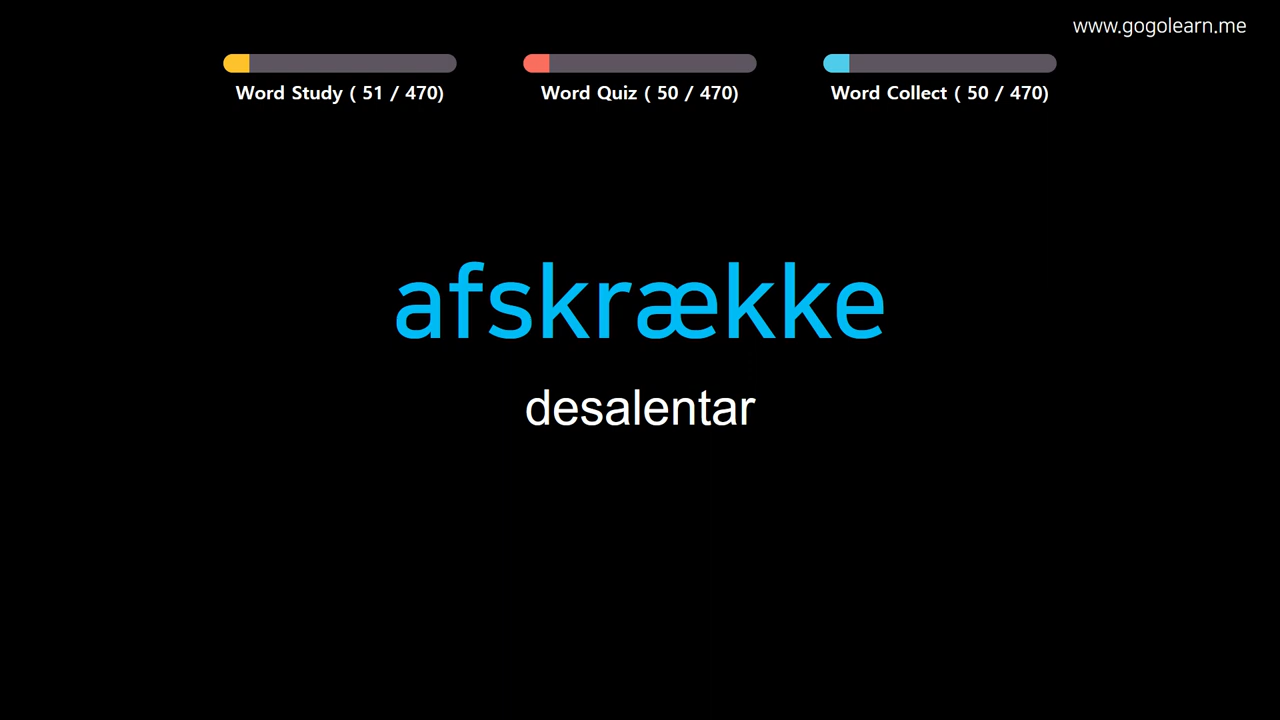 www.gogolearn.me
Word Study ( 51 / 470)
Word Quiz ( 50 / 470)
Word Collect ( 50 / 470)
afskrække
desalentar